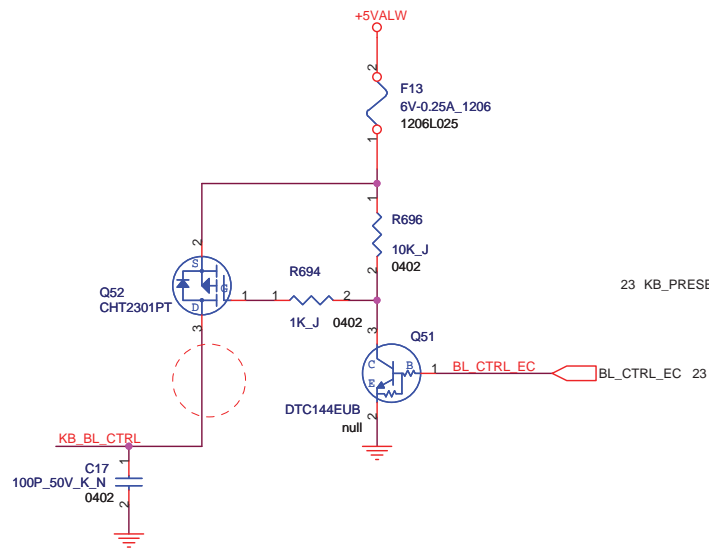 +5VALW
2
F13
6V-0.25A_1206
1206L025
1
1
R696
10K_J
0402
2
2
S
G
D
Q52
CHT2301PT
3
1
1
R694
2
1K_J
0402
23 KB_PRESE
3
Q51
C
B
E
1
BL_CTRL_EC
BL_CTRL_EC 23
DTC144EUB
null
2
KB_BL_CTRL
1
C17
100P_50V_K_N
0402
2